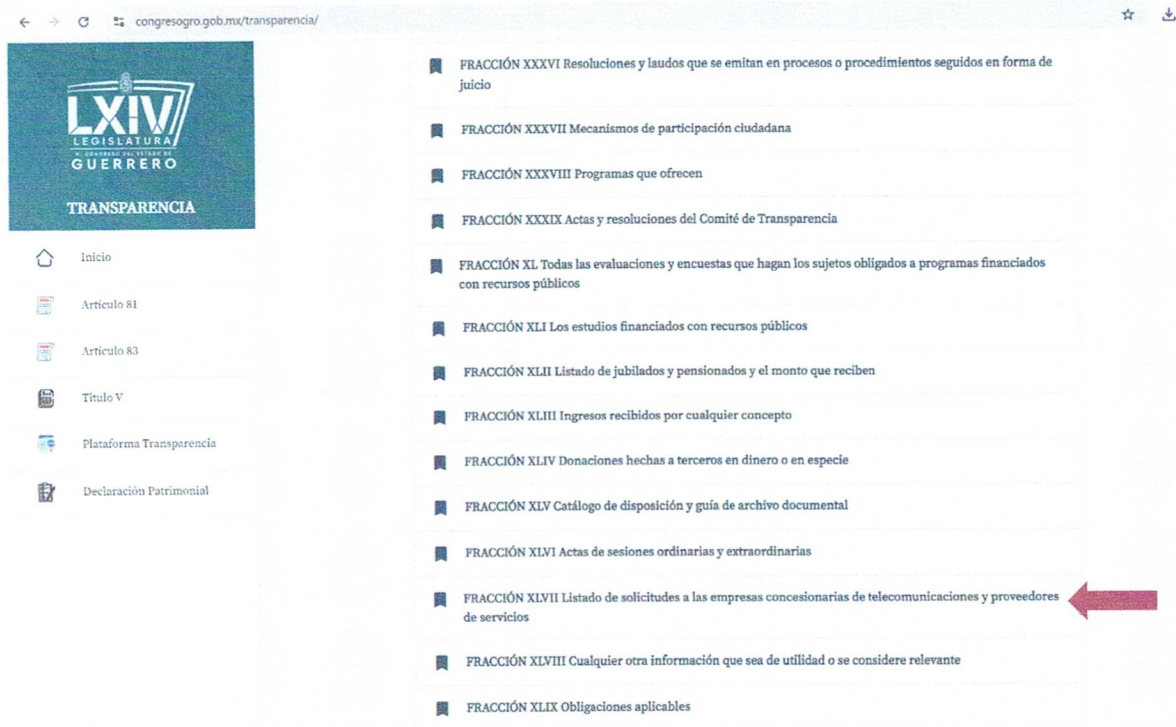 congresogro.gob.mx/transparencia/
LXIV
LEGISLATURA
H. CONGRESO DEL ESTADO DE
GUERRERO
TRANSPARENCIA
Inicio
Artículo 81
Artículo 83
Título V
Plataforma Transparencia
Declaración Patrimonial
FRACCIÓN XXXVI Resoluciones y laudos que se emitan en procesos o procedimientos seguidos en forma de
juicio
FRACCIÓN XXXVII Mecanismos de participación ciudadana
FRACCIÓN XXXVIII Programas que ofrecen
FRACCIÓN XXXIX Actas y resoluciones del Comité de Transparencia
FRACCIÓN XL Todas las evaluaciones y encuestas que hagan los sujetos obligados a programas financiados
con recursos públicos
FRACCIÓN XLI Los estudios financiados con recursos públicos
FRACCIÓN XLII Listado de jubilados y pensionados y el monto que reciben
FRACCIÓN XLIII Ingresos recibidos por cualquier concepto
FRACCIÓN XLIV Donaciones hechas a terceros en dinero o en especie
FRACCIÓN XLV Catálogo de disposición y guía de archivo documental
FRACCIÓN XLVI Actas de sesiones ordinarias y extraordinarias
FRACCIÓN XLVII Listado de solicitudes a las empresas concesionarias de telecomunicaciones y proveedores
de servicios
FRACCIÓN XLVIII Cualquier otra información que sea de utilidad o se considere relevante
FRACCIÓN XLIX Obligaciones aplicables